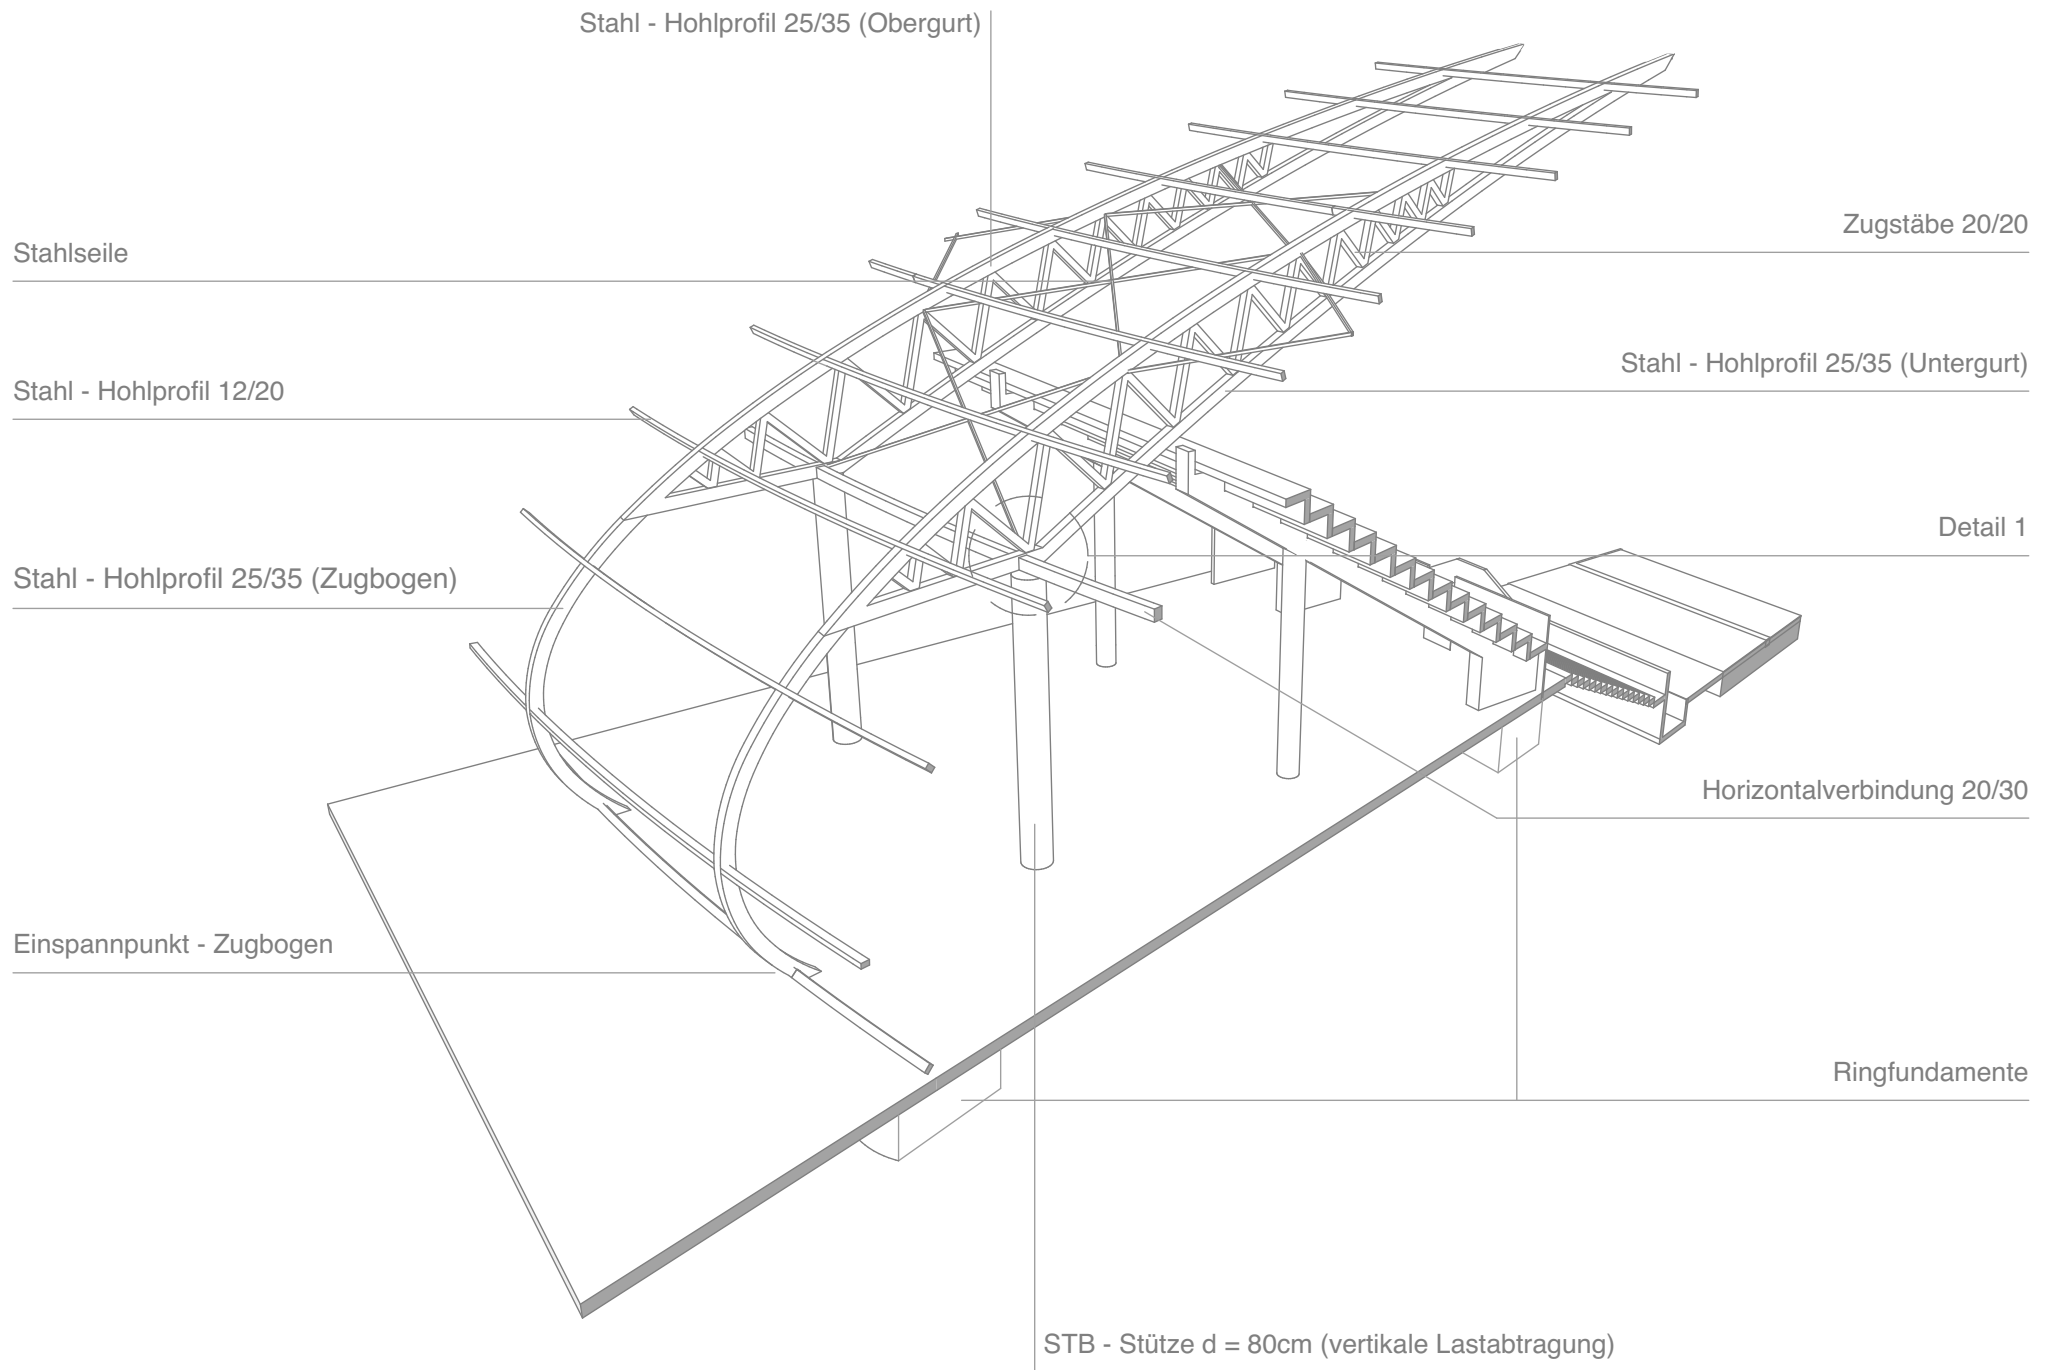 Stahl - Hohlprofil 25/35 (Obergurt)
Zugstäbe 20/20
Stahlseile
Stahl - Hohlprofil 25/35 (Untergurt)
Stahl - Hohlprofil 12/20
Detail 1
Stahl - Hohlprofil 25/35 (Zugbogen)
Horizontalverbindung 20/30
Einspannpunkt - Zugbogen
Ringfundamente
STB - Stütze d = 80cm (vertikale Lastabtragung)